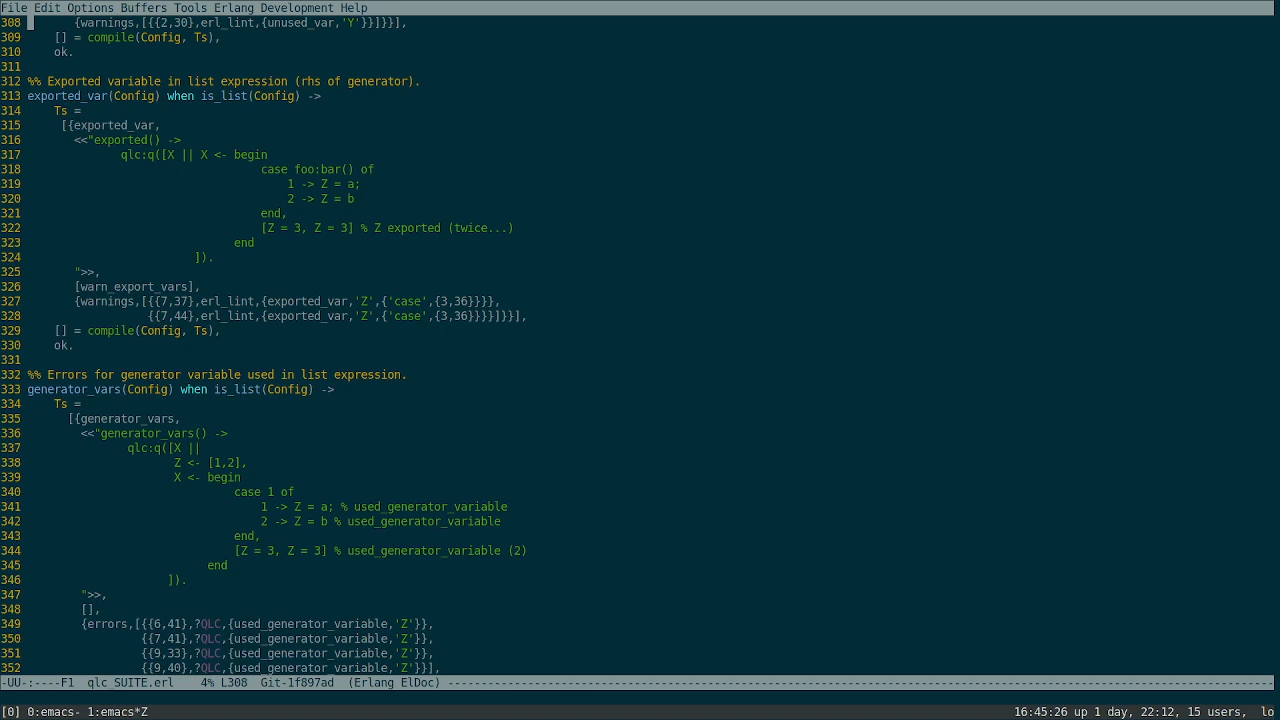 File Edit Options Buffers Tools Erlang Development Help
308         {warnings,[{{2,30},erl_lint,{unused_var,'Y'}}]}}],
309     [] = compile(Config, Ts),
310     ok.
311
312 %% Exported variable in list expression (rhs of generator).
313 exported_var(Config) when is_list(Config) ->
314     Ts =
315      [{exported_var,
316        <<"exported() ->
317               qlc:q([X || X <- begin
318                                    case foo:bar() of
319                                        1 -> Z = a;
320                                        2 -> Z = b
321                                    end,
322                                    [Z = 3, Z = 3] % Z exported (twice...)
323                                end
324                          ]).
325        ">>,
326        [warn_export_vars],
327        {warnings,[{{7,37},erl_lint,{exported_var,'Z',{'case',{3,36}}}},
328                   {{7,44},erl_lint,{exported_var,'Z',{'case',{3,36}}}}]}}],
329     [] = compile(Config, Ts),
330     ok.
331
332 %% Errors for generator variable used in list expression.
333 generator_vars(Config) when is_list(Config) ->
334     Ts =
335       [{generator_vars,
336         <<"generator_vars() ->
337                qlc:q([X ||
338                       Z <- [1,2],
339                       X <- begin
340                                case 1 of
341                                    1 -> Z = a; % used_generator_variable
342                                    2 -> Z = b % used_generator_variable
343                                end,
344                                [Z = 3, Z = 3] % used_generator_variable (2)
345                            end
346                      ]).
347         ">>,
348         [],
349         {errors,[{{6,41},?QLC,{used_generator_variable,'Z'}},
350                  {{7,41},?QLC,{used_generator_variable,'Z'}},
351                  {{9,33},?QLC,{used_generator_variable,'Z'}},
352                  {{9,40},?QLC,{used_generator_variable,'Z'}}],
-UU-:----F1  qlc_SUITE.erl    4% L308  Git-1f897ad  (Erlang ElDoc) ----------------------------------------------------------------------------------------------------------------------------
[0] 0:emacs- 1:emacs*Z 16:45:26 up 1 day, 22:12, 15 users,  lo